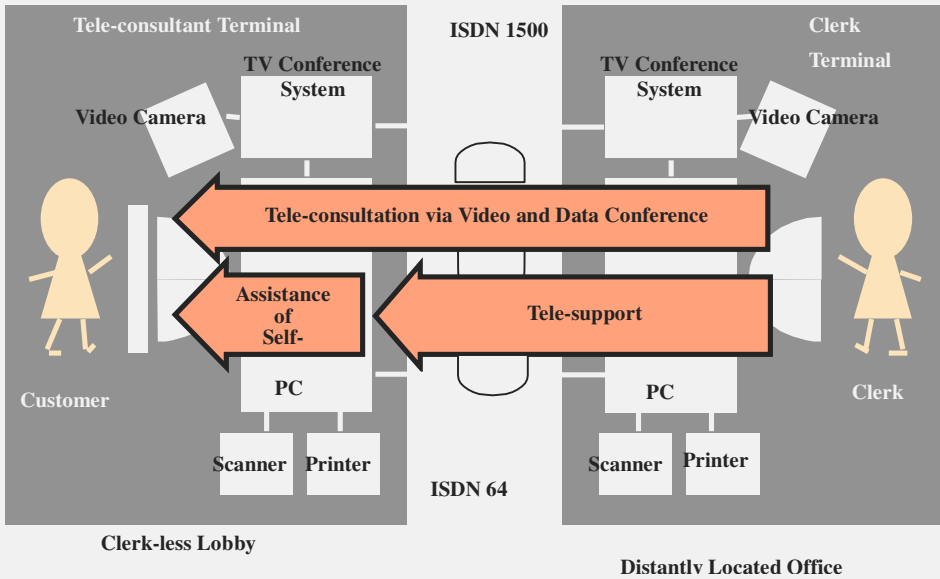 Tele-consultant Terminal
ISDN 1500
Clerk
Terminal
TV Conference
System
TV Conference
System
Video Camera
Video Camera
Tele-consultation via Video and Data Conference
Assistance
of
Self-
Tele-support
Customer
PC
PC
Clerk
Scanner
Printer
Scanner
Printer
ISDN 64
Clerk-less Lobby
Distantly Located Office